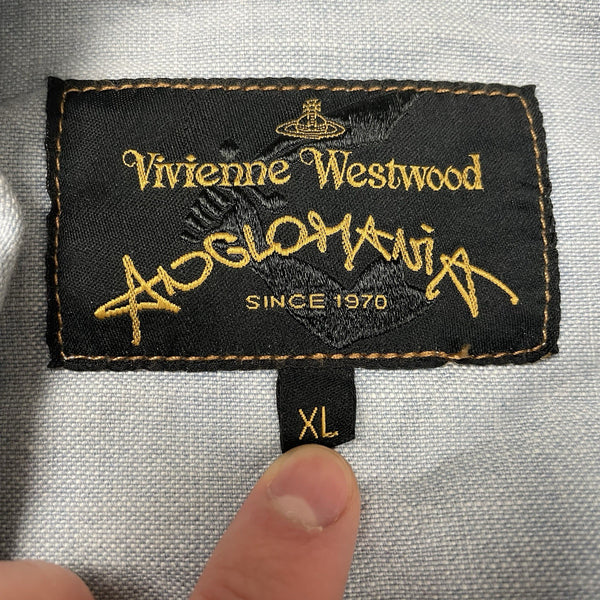 Vivienne Westwood
ANGLOMANiA
SINCE 1970
XL